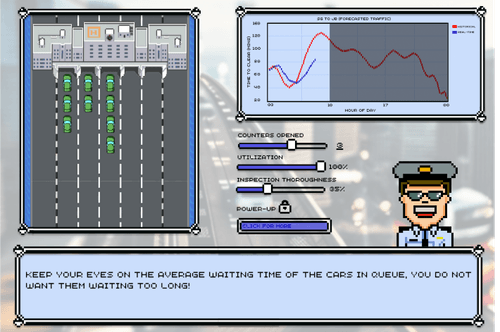 SG TO JB (FORECASTED TRAFFIC)
HISTORICAL
REAL-TIME
TIME TO CLEAR (MINS)
HOUR OF DAY
COUNTERS OPENED
UTILIZATION
100%
INSPECTION THOROUGHNESS
35%
POWER-UP
CLICK FOR MORE
KEEP YOUR EYES ON THE AVERAGE WAITING TIME OF THE CARS IN QUEUE, YOU DO NOT
WANT THEM WAITING TOO LONG!